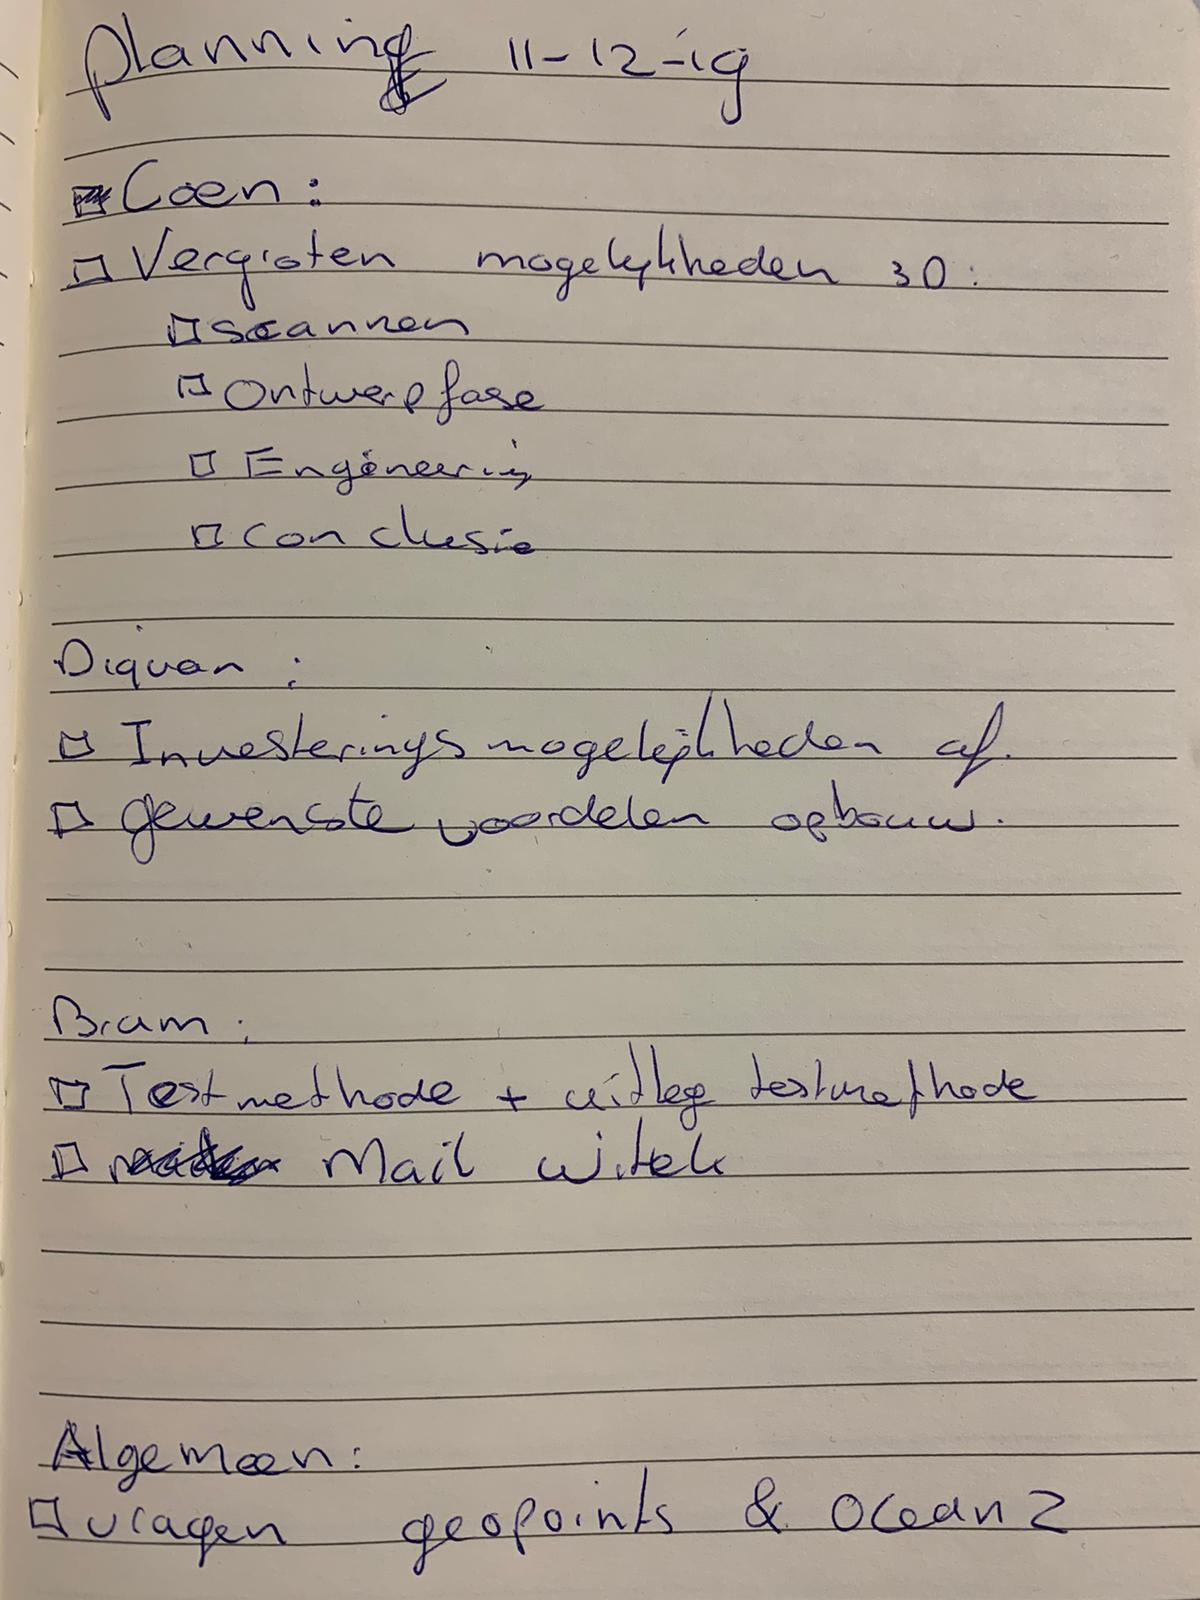 planning 11-12-19
Coen:
Vergroten mogelijkheden 3D:
scannen
Ontwerpfase
Engineering
Conclusie
Diquan:
Investeringsmogelijkheden af.
gewenste voordelen opbouw.
Bram:
Testmethode + uitleg testmethode
Mail witek
Algemeen:
vragen geopoints & Ocean2